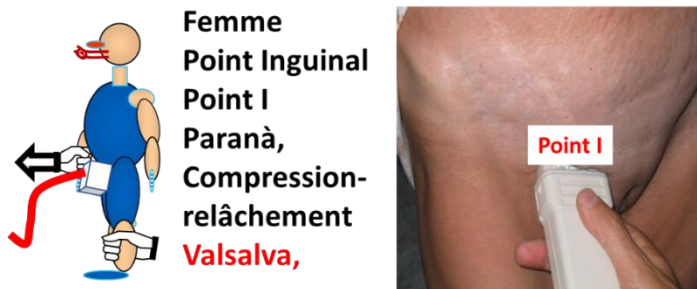 Femme
Point Inguinal
Point I
Paranà,
Compression-
relâchement
Valsalva,
Point I